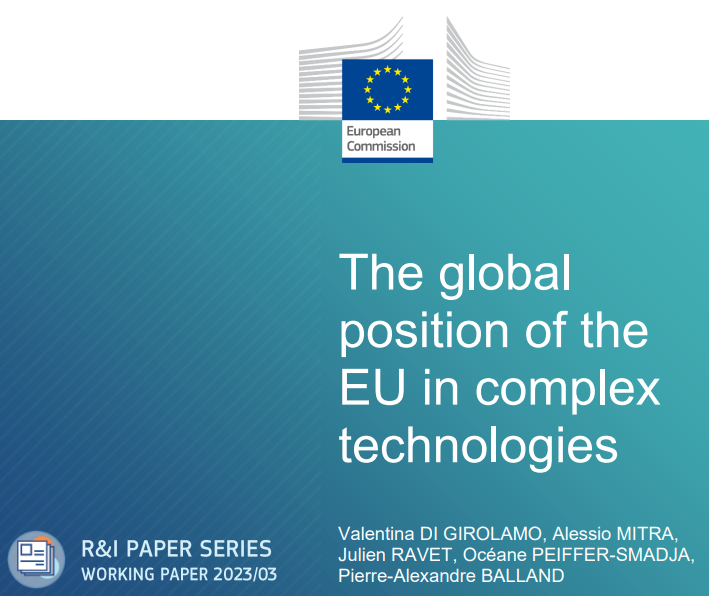 European
Commission
The global
position of the
EU in complex
technologies
Valentina DI GIROLAMO, Alessio MITRA,
Julien RAVET, Océane PEIFFER-SMADJA,
Pierre-Alexandre BALLAND
R&I PAPER SERIES
WORKING PAPER 2023/03